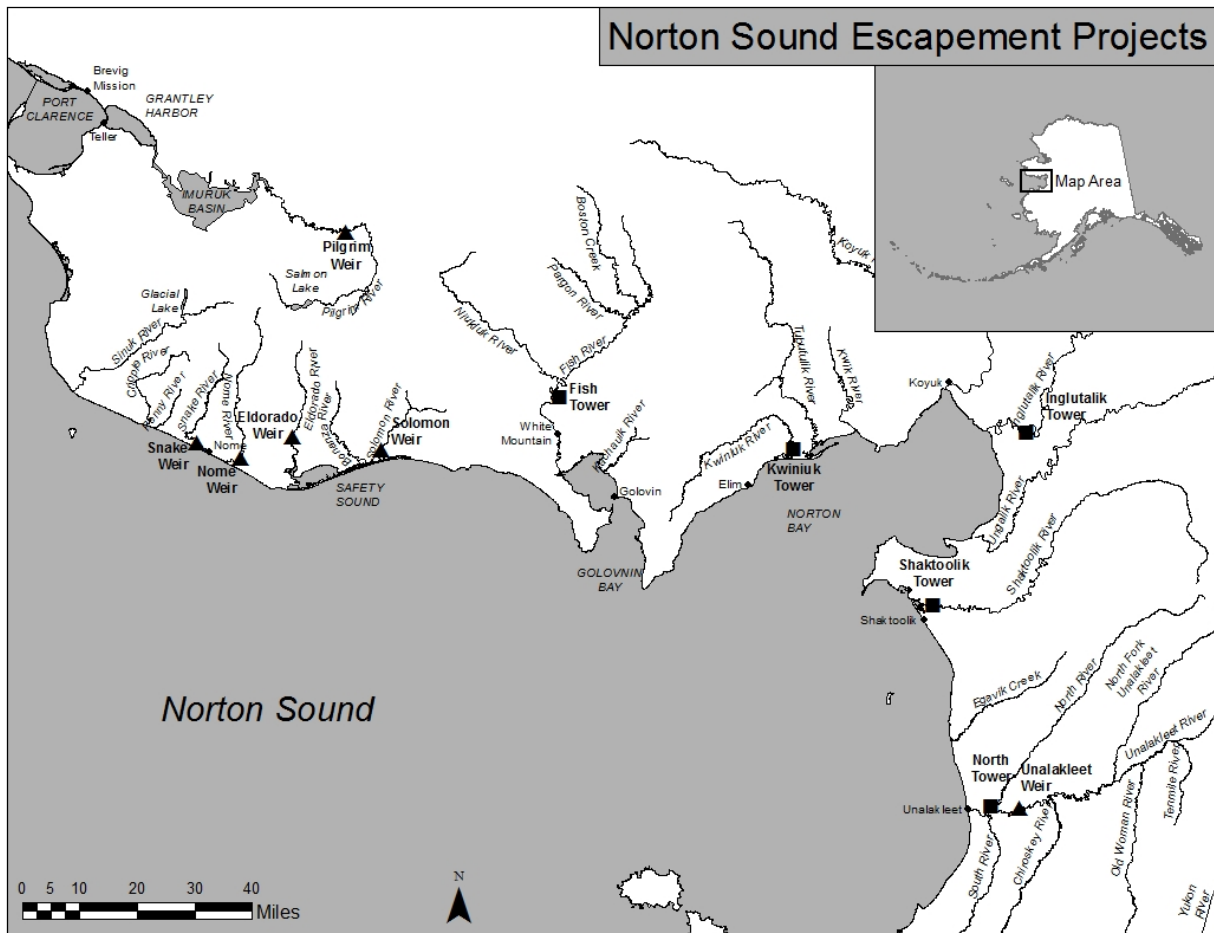 Norton Sound Escapement Projects
Brevig
Mission
PORT
CLARENCE
GRANTLEY
HARBOR
Teller
IMURUK
BASIN
Map Area
Pilgrim
Weir
Salmon
Lake
Pilgrim River
Glacial
Lake
Sinuk River
Cripple River
Penny River
Snake River
Nome River
Eldorado River
Eldorado
Weir
Bonanza River
Solomon River
Solomon
Weir
Snake
Weir
Nome
Nome
Weir
SAFETY
SOUND
Boston Creek
Pargon River
Niukluk River
Fish River
Fish
Tower
White
Mountain
Kachauik River
Golovin
GOLOVNIN
BAY
Koyuk
Tubutulik River
Kwik River
Kwiniuk River
Kwiniuk
Tower
Elim
NORTON
BAY
Koyuk
Inglutalik River
Inglutalik
Tower
Ungalik River
Shaktoolik River
Shaktoolik
Tower
Shaktoolik
Egavik Creek
North River
North Fork
Unalakleet
River
Unalakleet River
North
Tower
Unalakleet
Weir
Unalakleet
South River
Chiroskey River
Old Woman River
Tenmile River
Yukon
River
Norton Sound
N
0 5 10 20 30 40
Miles